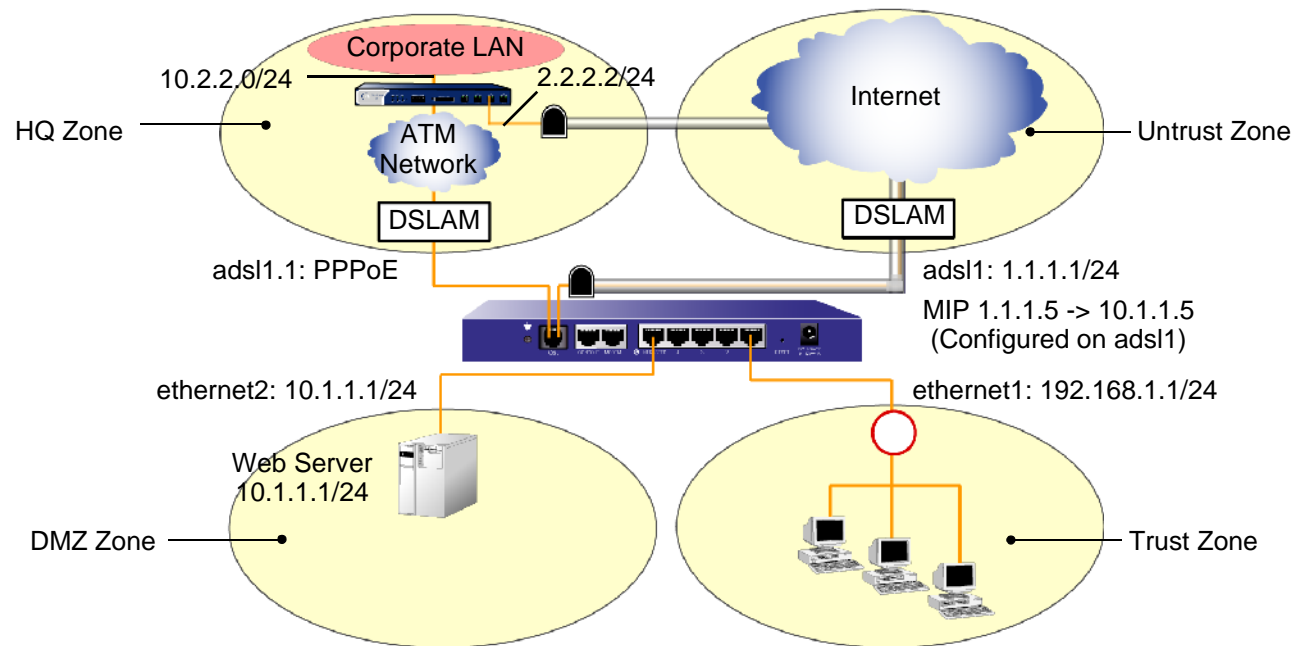 Corporate LAN
10.2.2.0/24
2.2.2.2/24
Internet
HQ Zone
ATM
Network
Untrust Zone
DSLAM
DSLAM
adsl1.1: PPPoE
adsl1: 1.1.1.1/24
MIP 1.1.1.5 -> 10.1.1.5
(Configured on adsl1)
ethernet2: 10.1.1.1/24
ethernet1: 192.168.1.1/24
Web Server
10.1.1.1/24
DMZ Zone
Trust Zone